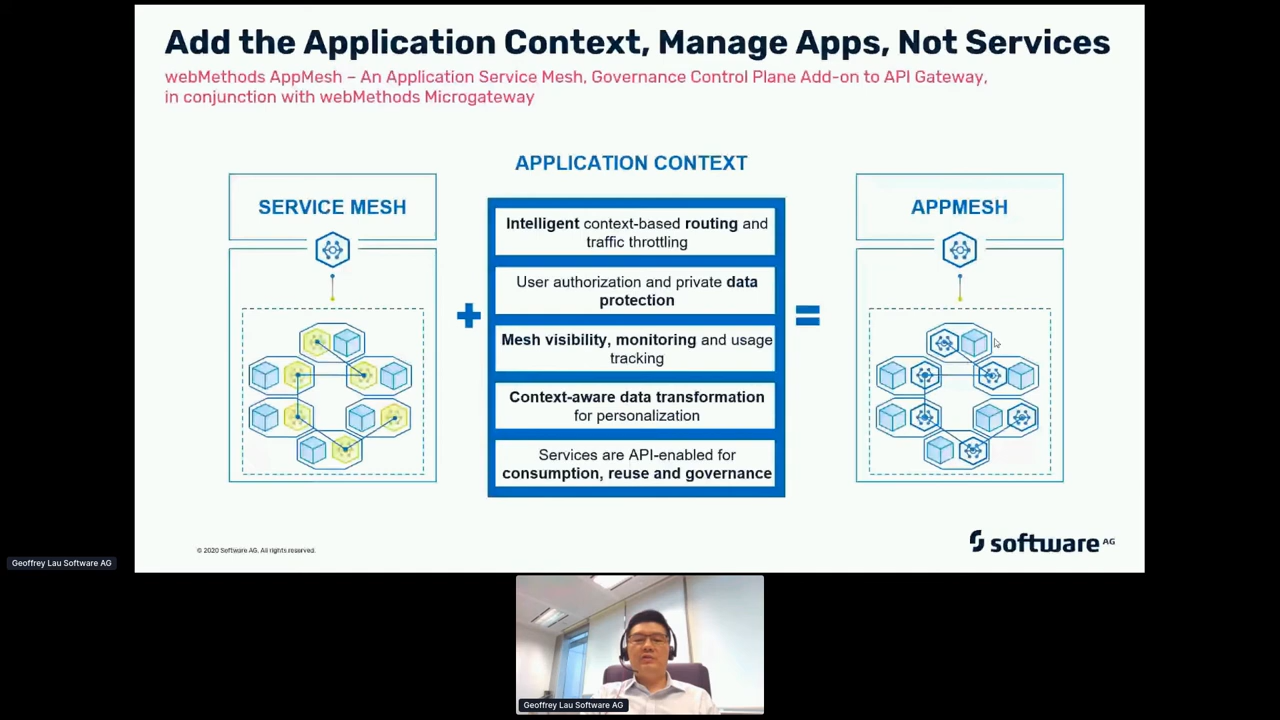 Add the Application Context, Manage Apps, Not Services
webMethods AppMesh – An Application Service Mesh, Governance Control Plane Add-on to API Gateway,
in conjunction with webMethods Microgateway
APPLICATION CONTEXT
SERVICE MESH
Intelligent context-based routing and
traffic throttling
User authorization and private data
protection
Mesh visibility, monitoring and usage
tracking
Context-aware data transformation
for personalization
Services are API-enabled for
consumption, reuse and governance
+
=
APPMESH
© 2020 Software AG. All rights reserved.
software AG
Geoffrey Lau Software AG
Geoffrey Lau Software AG